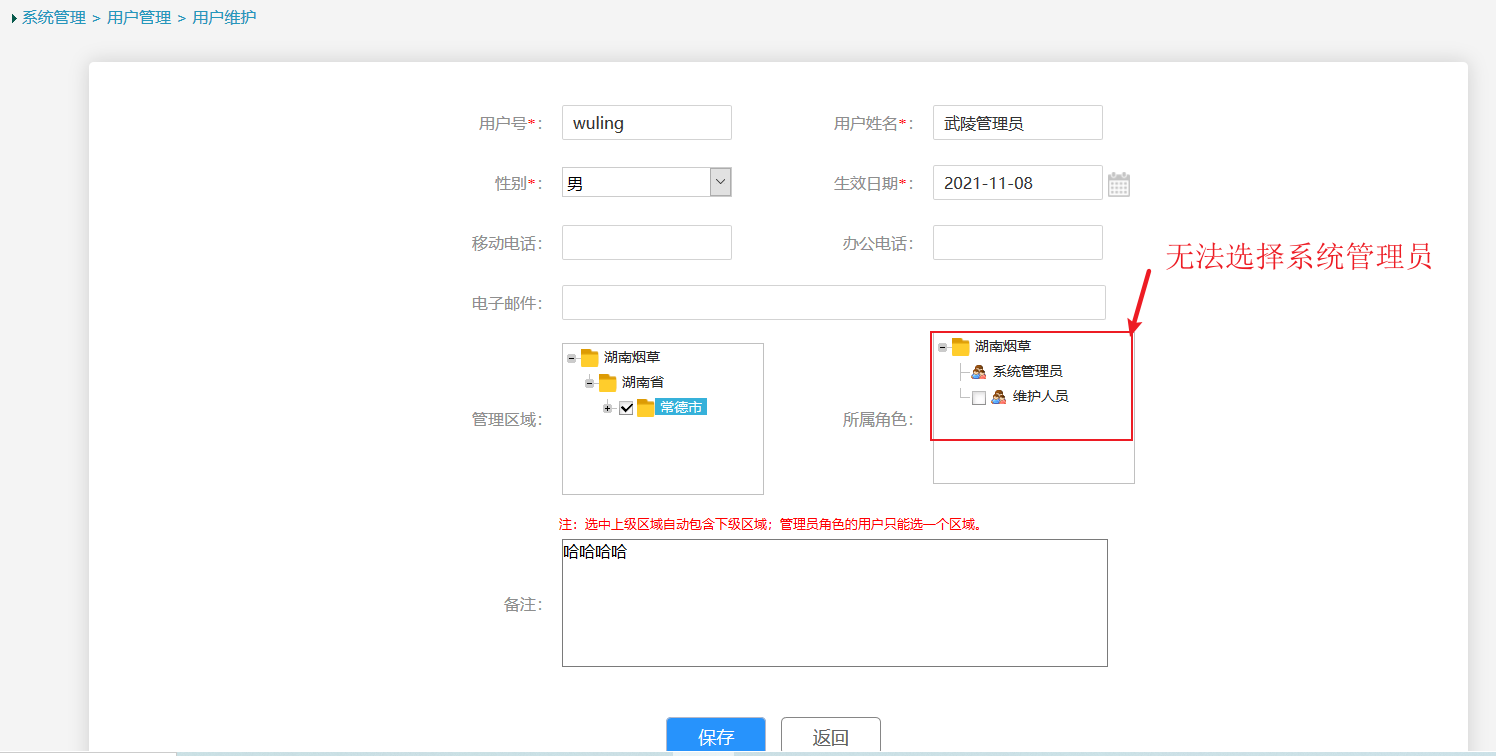 系统管理 > 用户管理 > 用户维护
用户号*： wuling 用户姓名*： 武陵管理员
性别*： 男 生效日期*： 2021-11-08
移动电话： 办公电话：
无法选择系统管理员
电子邮件：
管理区域：
湖南烟草
湖南省
常德市
所属角色：
湖南烟草
系统管理员
维护人员
注：选中上级区域自动包含下级区域；管理员角色的用户只能选一个区域。
备注： 哈哈哈哈
保存 返回